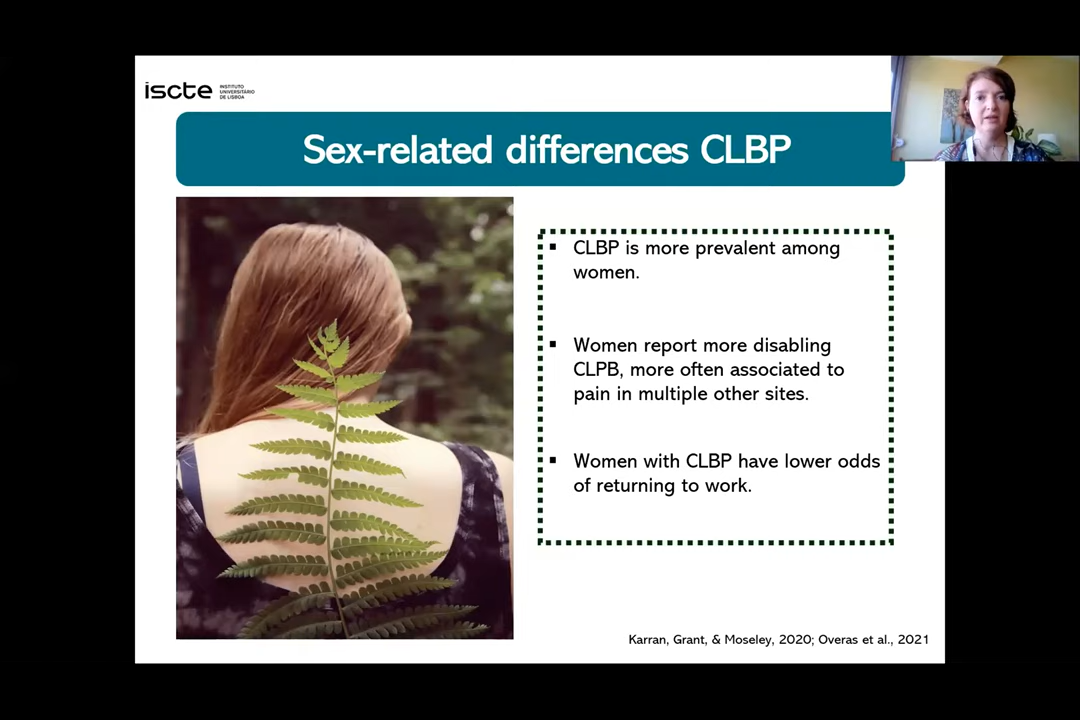 iscte
INSTITUTO
UNIVERSITÁRIO
DE LISBOA
Sex-related differences CLBP
▪ CLBP is more prevalent among
women.
▪ Women report more disabling
CLPB, more often associated to
pain in multiple other sites.
▪ Women with CLBP have lower odds
of returning to work.
Karran, Grant, & Moseley, 2020; Overas et al., 2021